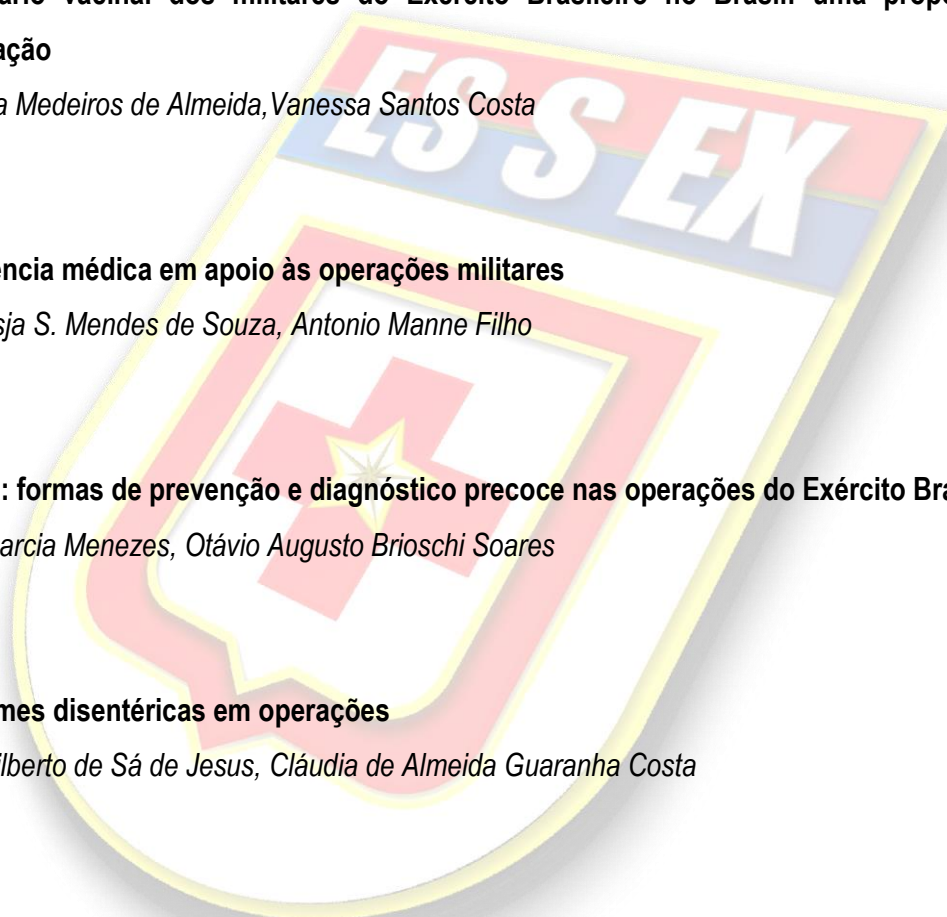 ário vacinal dos militares do Exército Brasileiro no Brasil: uma prop
ação
a Medeiros de Almeida,Vanessa Santos Costa
ES S EX
ência médica em apoio às operações militares
sja S. Mendes de Souza, Antonio Manne Filho
: formas de prevenção e diagnóstico precoce nas operações do Exército Bra
arcia Menezes, Otávio Augusto Brioschi Soares
mes disentéricas em operações
ilberto de Sá de Jesus, Cláudia de Almeida Guaranha Costa